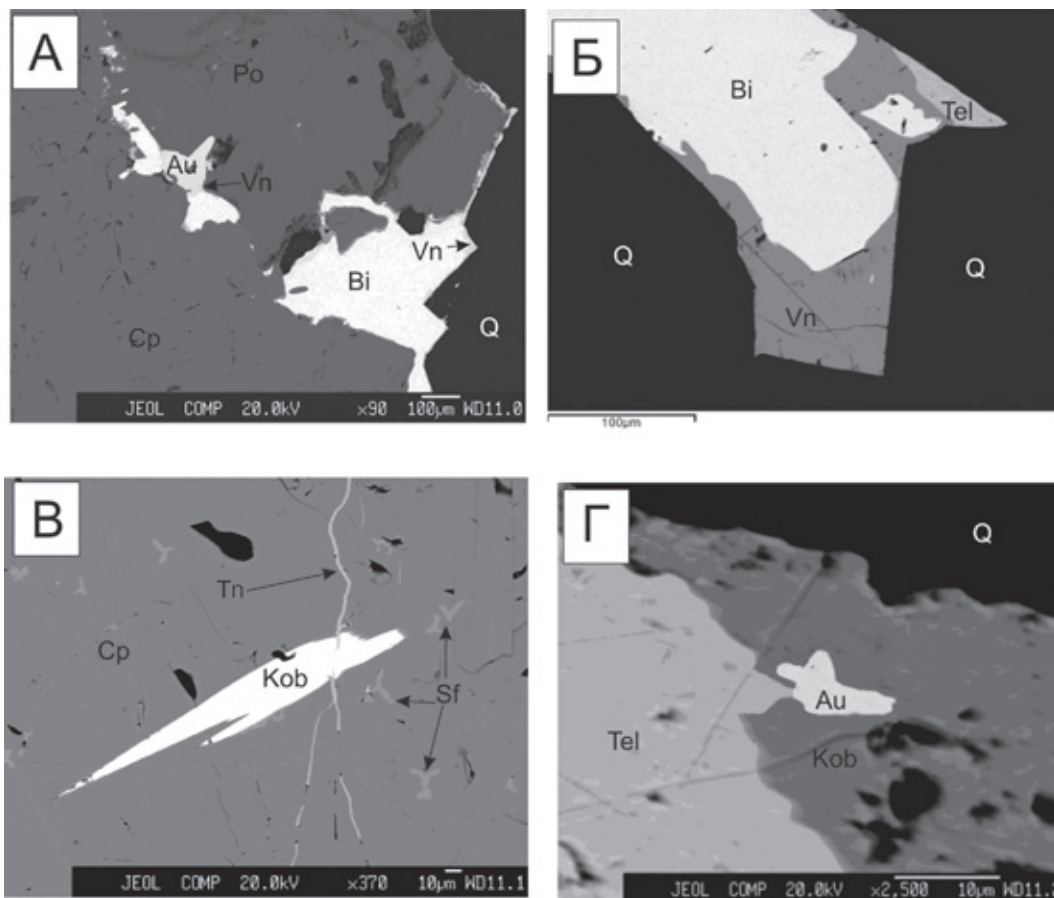 А
Po
Au
Vn
Vn
Bi
Cp
Q
JEOL COMP 20.0kV ×90 100µm WD11.0
Б
Bi
Tel
Q
Q
Vn
100µm
В
Tn
Cp
Kob
Sf
JEOL COMP 20.0kV ×370 10µm WD11.1
Г
Q
Au
Tel
Kob
JEOL COMP 20.0kV ×2,500 10µm